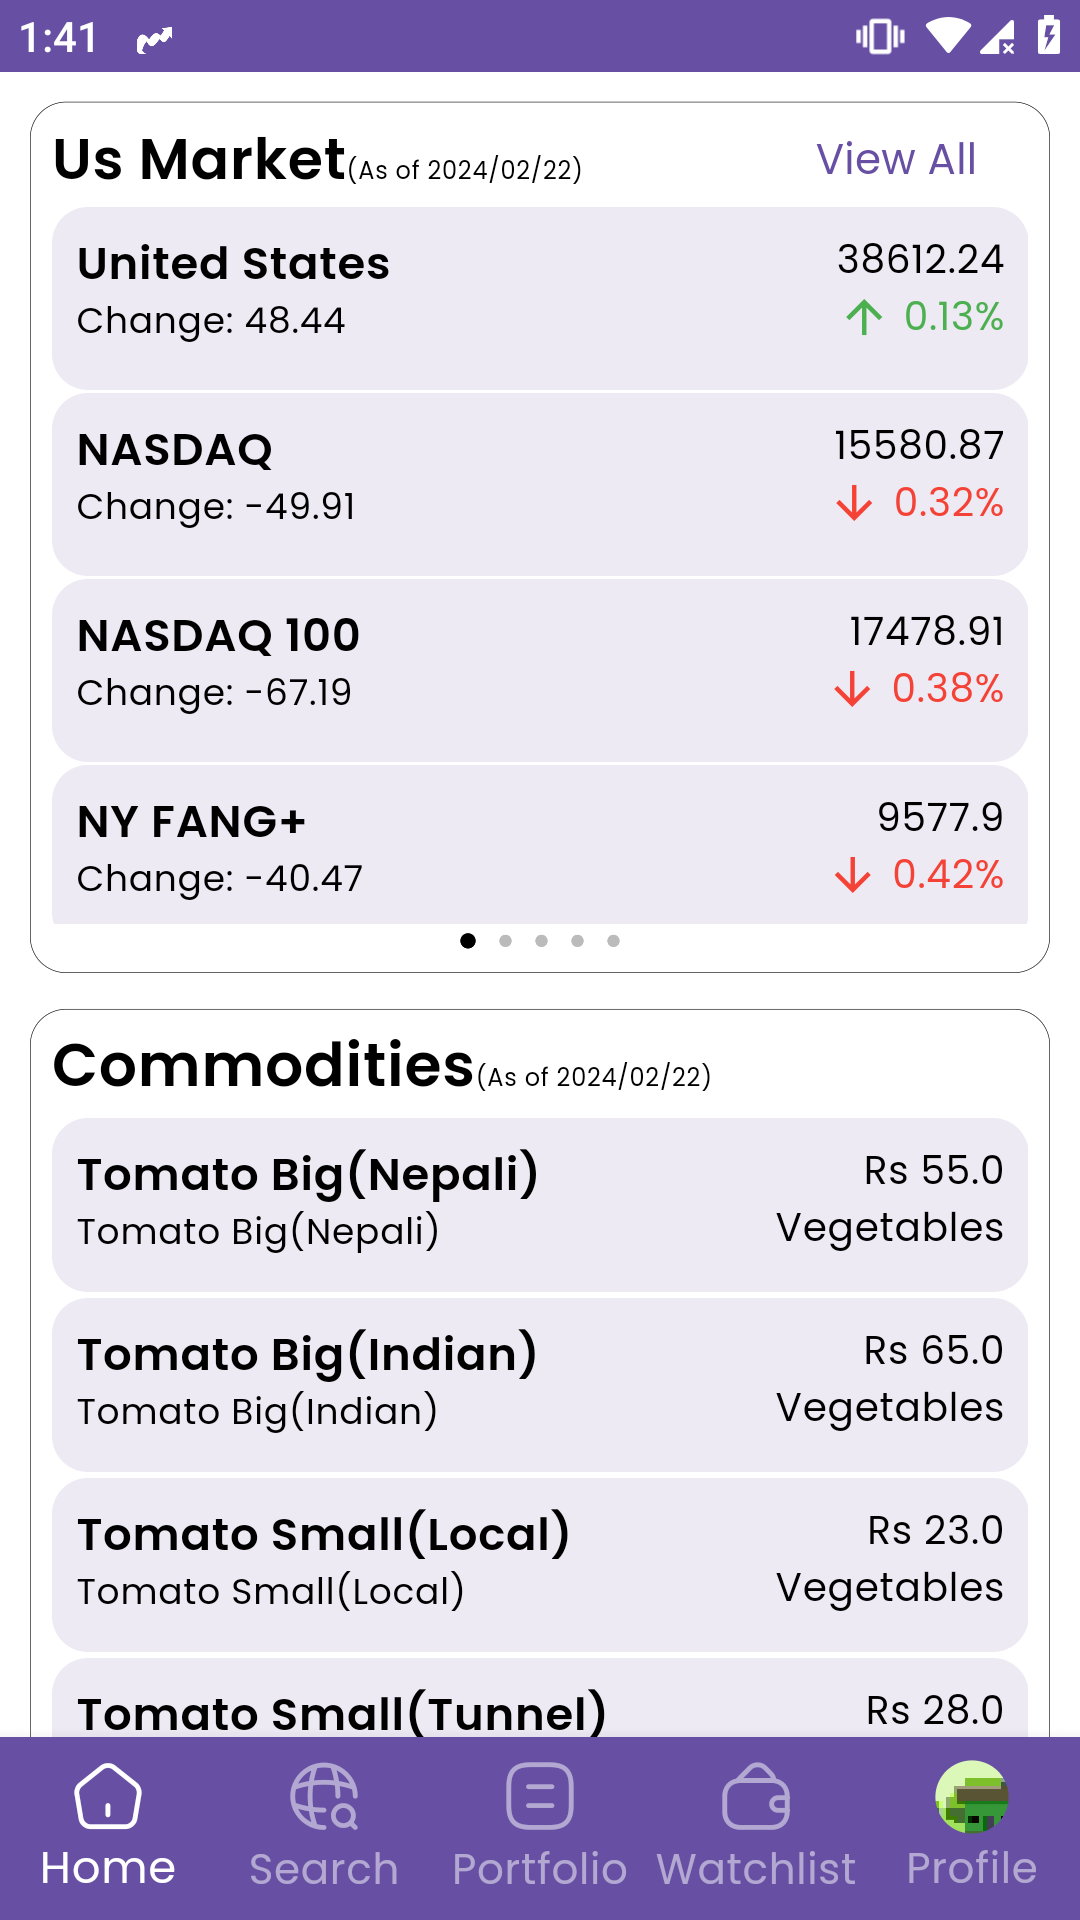 1:41
Us Market(As of 2024/02/22) View All
United States 38612.24
Change: 48.44 0.13%
NASDAQ 15580.87
Change: -49.91 0.32%
NASDAQ 100 17478.91
Change: -67.19 0.38%
NY FANG+ 9577.9
Change: -40.47 0.42%
Commodities(As of 2024/02/22)
Tomato Big(Nepali) Rs 55.0
Tomato Big(Nepali) Vegetables
Tomato Big(Indian) Rs 65.0
Tomato Big(Indian) Vegetables
Tomato Small(Local) Rs 23.0
Tomato Small(Local) Vegetables
Tomato Small(Tunnel) Rs 28.0
Home Search Portfolio Watchlist Profile